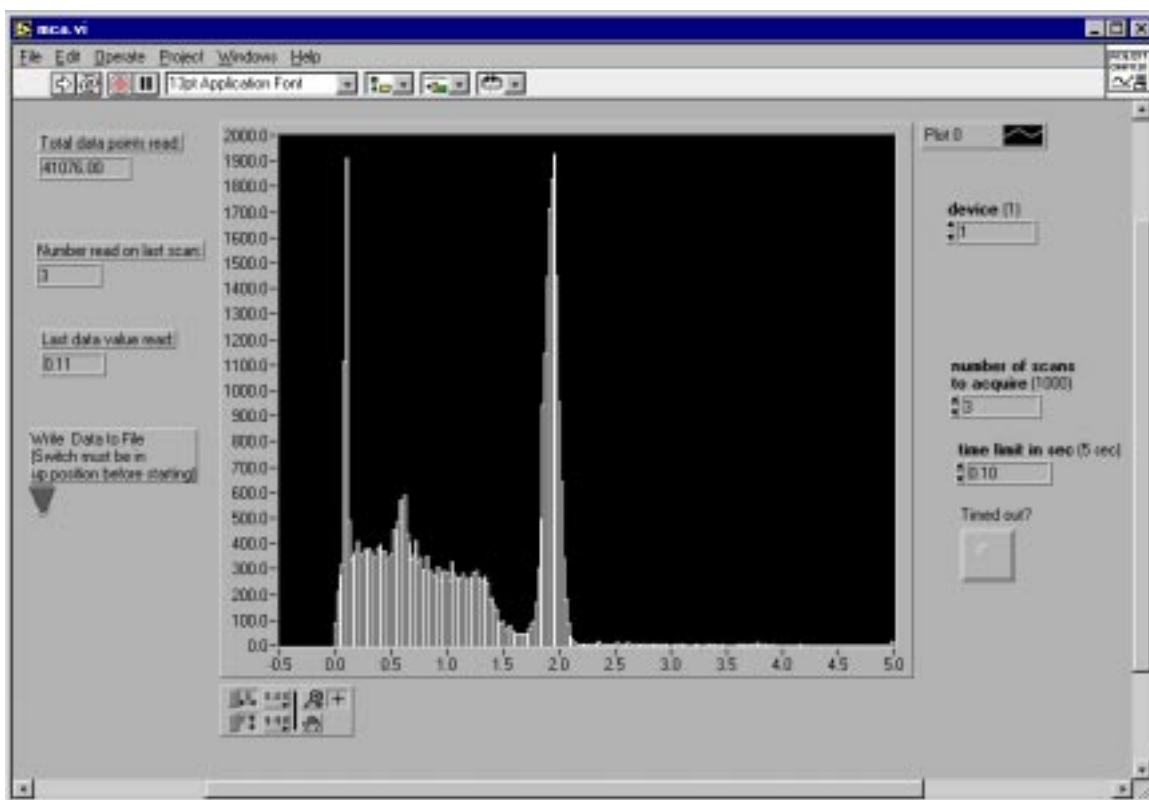 mca.vi
File Edit Operate Project Windows Help
13pt Application Font
Total data points read:
41076.00
Number read on last scan:
3
Last data value read:
0.11
Write Data to File
(Switch must be in
up position before starting)
2000.0
1900.0
1800.0
1700.0
1600.0
1500.0
1400.0
1300.0
1200.0
1100.0
1000.0
900.0
800.0
700.0
600.0
500.0
400.0
300.0
200.0
100.0
0.0
-0.5 0.0 0.5 1.0 1.5 2.0 2.5 3.0 3.5 4.0 4.5 5.0
Plot 0
device (1)
1
number of scans
to acquire (1000)
3
time limit in sec (5 sec)
0.10
Timed out?